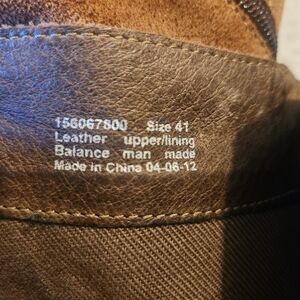 156067800 Size 41
Leather upper/lining
Balance man made
Made in China 04-06-12